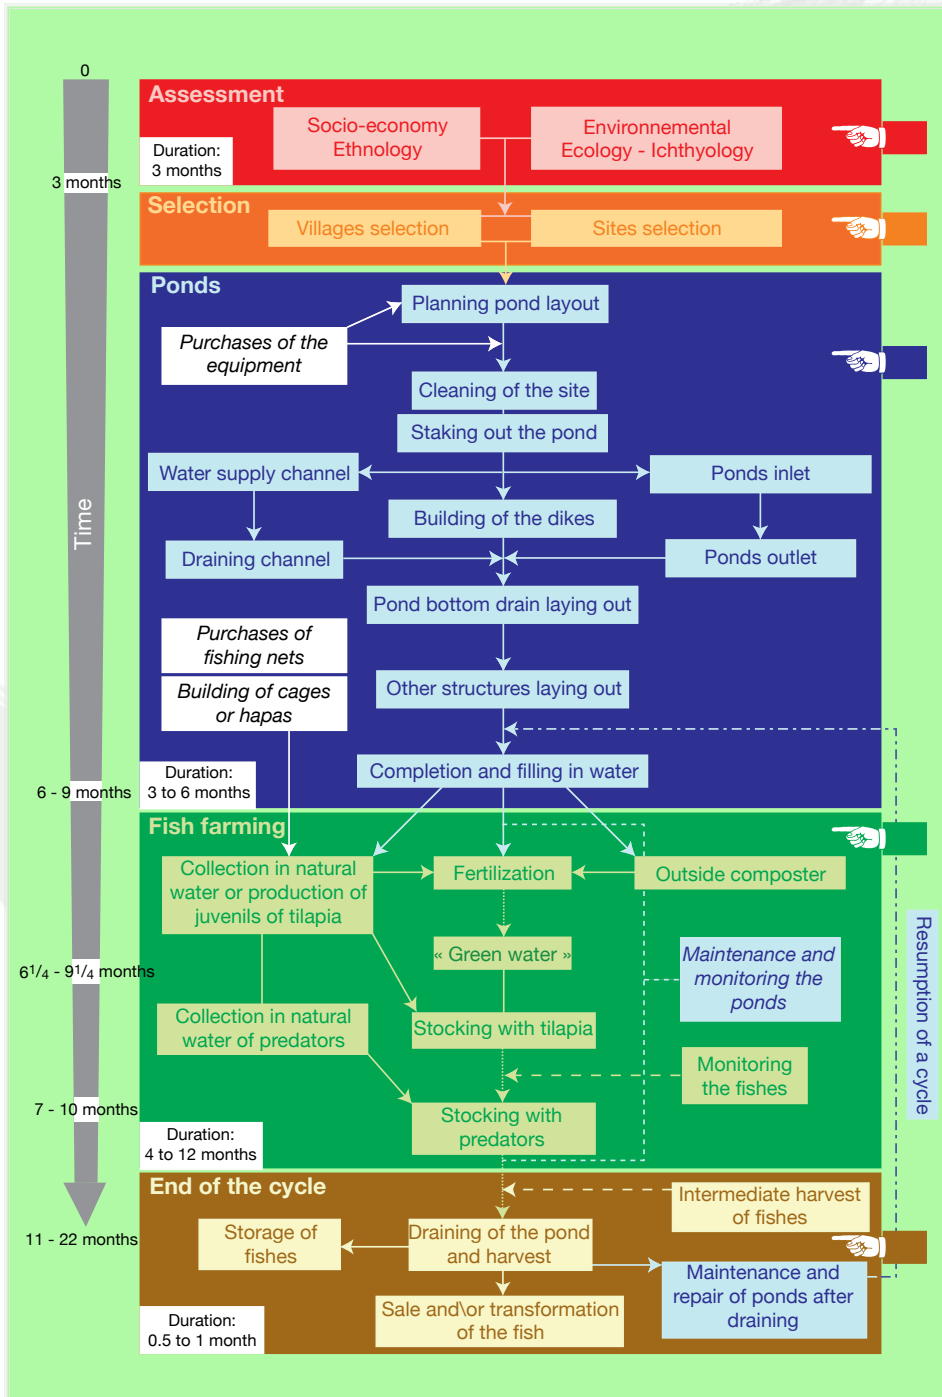 0
Assessment
Socio-economy
Ethnology
Environnemental
Ecology - Ichthyology
Duration:
3 months
3 months
Selection
Villages selection
Sites selection
Ponds
Planning pond layout
Purchases of the
equipment
Cleaning of the site
Staking out the pond
Water supply channel
Ponds inlet
Building of the dikes
Time
Draining channel
Ponds outlet
Pond bottom drain laying out
Purchases of
fishing nets
Other structures laying out
Building of cages
or hapas
Completion and filling in water
Duration:
3 to 6 months
6 - 9 months
Fish farming
Collection in natural
water or production of
juvenils of tilapia
Fertilization
Outside composter
« Green water »
Maintenance and
monitoring the
ponds
Resumption of a cycle
6 1/4 - 9 1/4 months
Collection in natural
water of predators
Stocking with tilapia
Monitoring
the fishes
7 - 10 months
Stocking with
predators
Duration:
4 to 12 months
End of the cycle
Intermediate harvest
of fishes
11 - 22 months
Storage of
fishes
Draining of the pond
and harvest
Maintenance and
repair of ponds after
draining
Sale and\or transformation
of the fish
Duration:
0.5 to 1 month